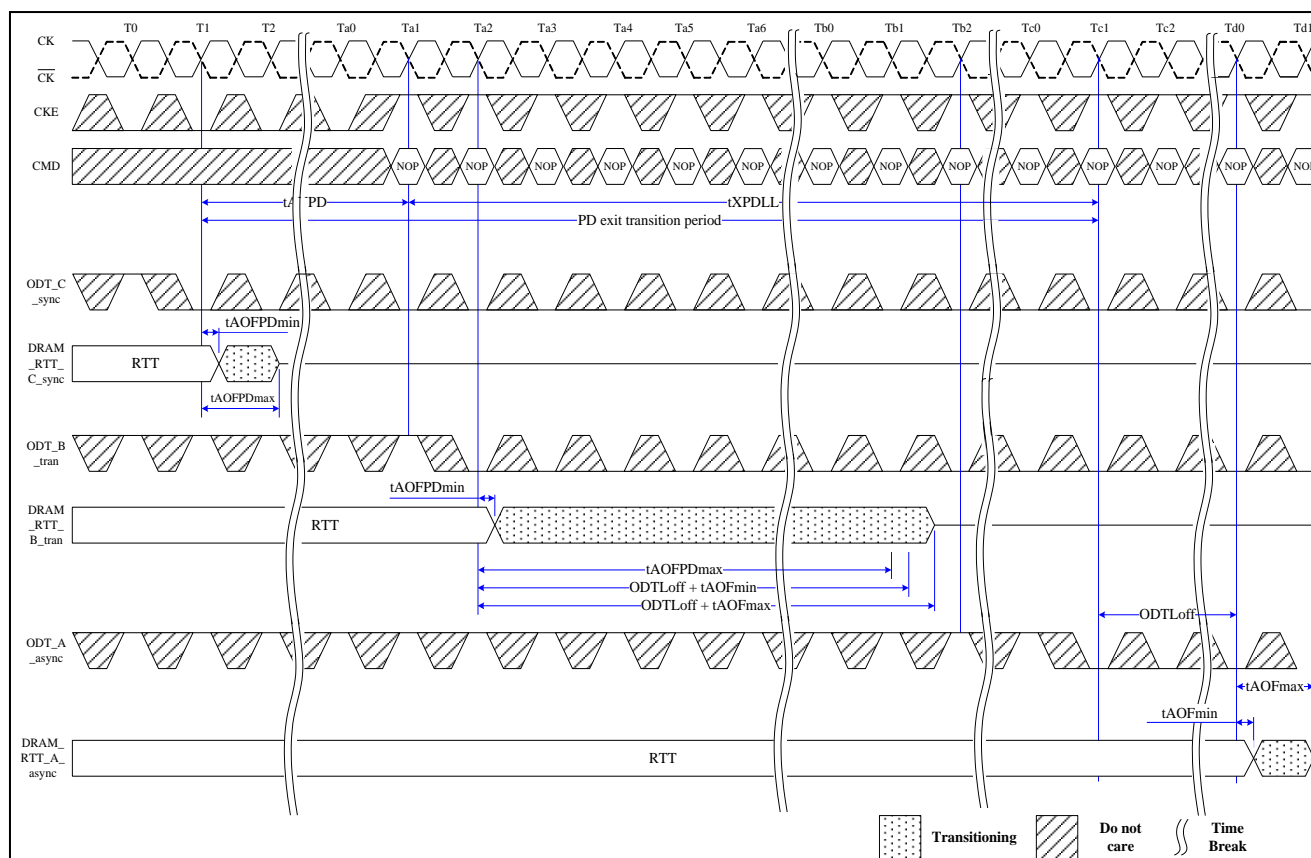 T0 T1 T2 Ta0 Ta1 Ta2 Ta3 Ta4 Ta5 Ta6 Tb0 Tb1 Tb2 Tc0 Tc1 Tc2 Td0 Td1
CK
CK
CKE
CMD NOP NOP NOP NOP NOP NOP NOP NOP NOP NOP NOP NOP NOP
tXPDLL
PD exit transition period
ODT_C
_sync
tAOFPDmin
DRAM
_RTT_
C_sync
RTT
tAOFPDmax
ODT_B
_tran
tAOFPDmin
DRAM
_RTT_
B_tran
RTT
tAOFPDmax
ODTLoff + tAOFmin
ODTLoff + tAOFmax
ODTLoff
ODT_A
_async
tAOFmax
tAOFmin
DRAM_
RTT_A_
async
RTT
Transitioning
Do not
care
Time
Break